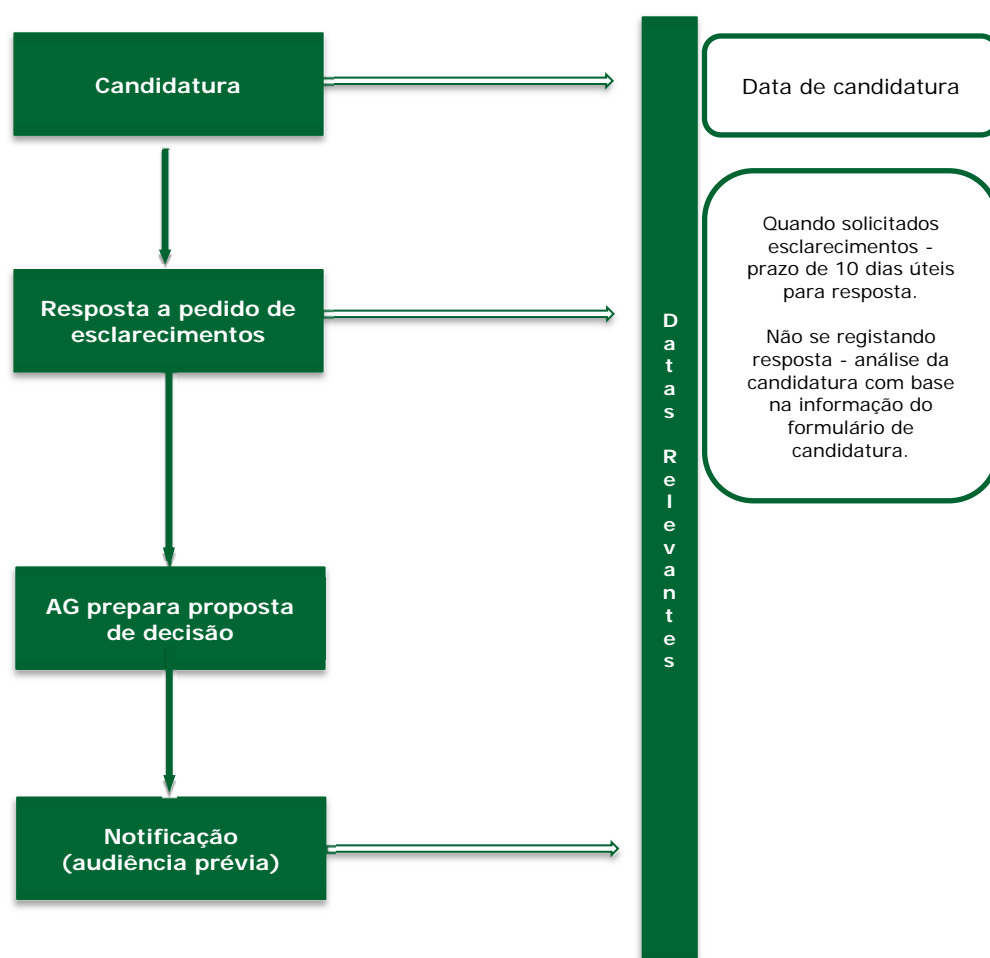 Candidatura
Data de candidatura
Quando solicitados
esclarecimentos -
prazo de 10 dias úteis
para resposta.
Não se registando
resposta - análise da
candidatura com base
na informação do
formulário de
candidatura.
Resposta a pedido de
esclarecimentos
Datas Relevantes
AG prepara proposta
de decisão
Notificação
(audiência prévia)